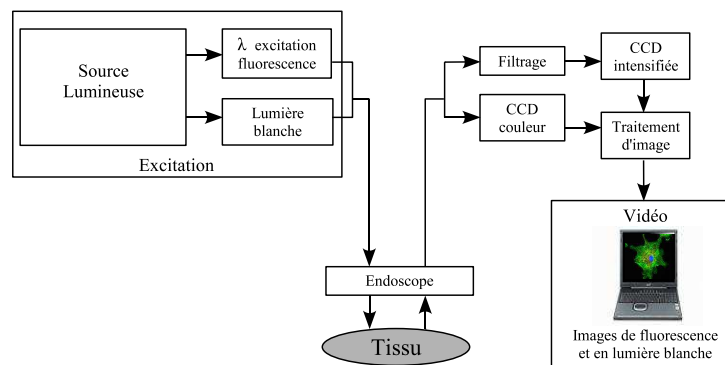 Source
Lumineuse
λ excitation
fluorescence
Lumière
blanche
Excitation
Filtrage
CCD
intensifiée
CCD
couleur
Traitement
d'image
Endoscope
Tissu
Vidéo
Images de fluorescence
et en lumière blanche